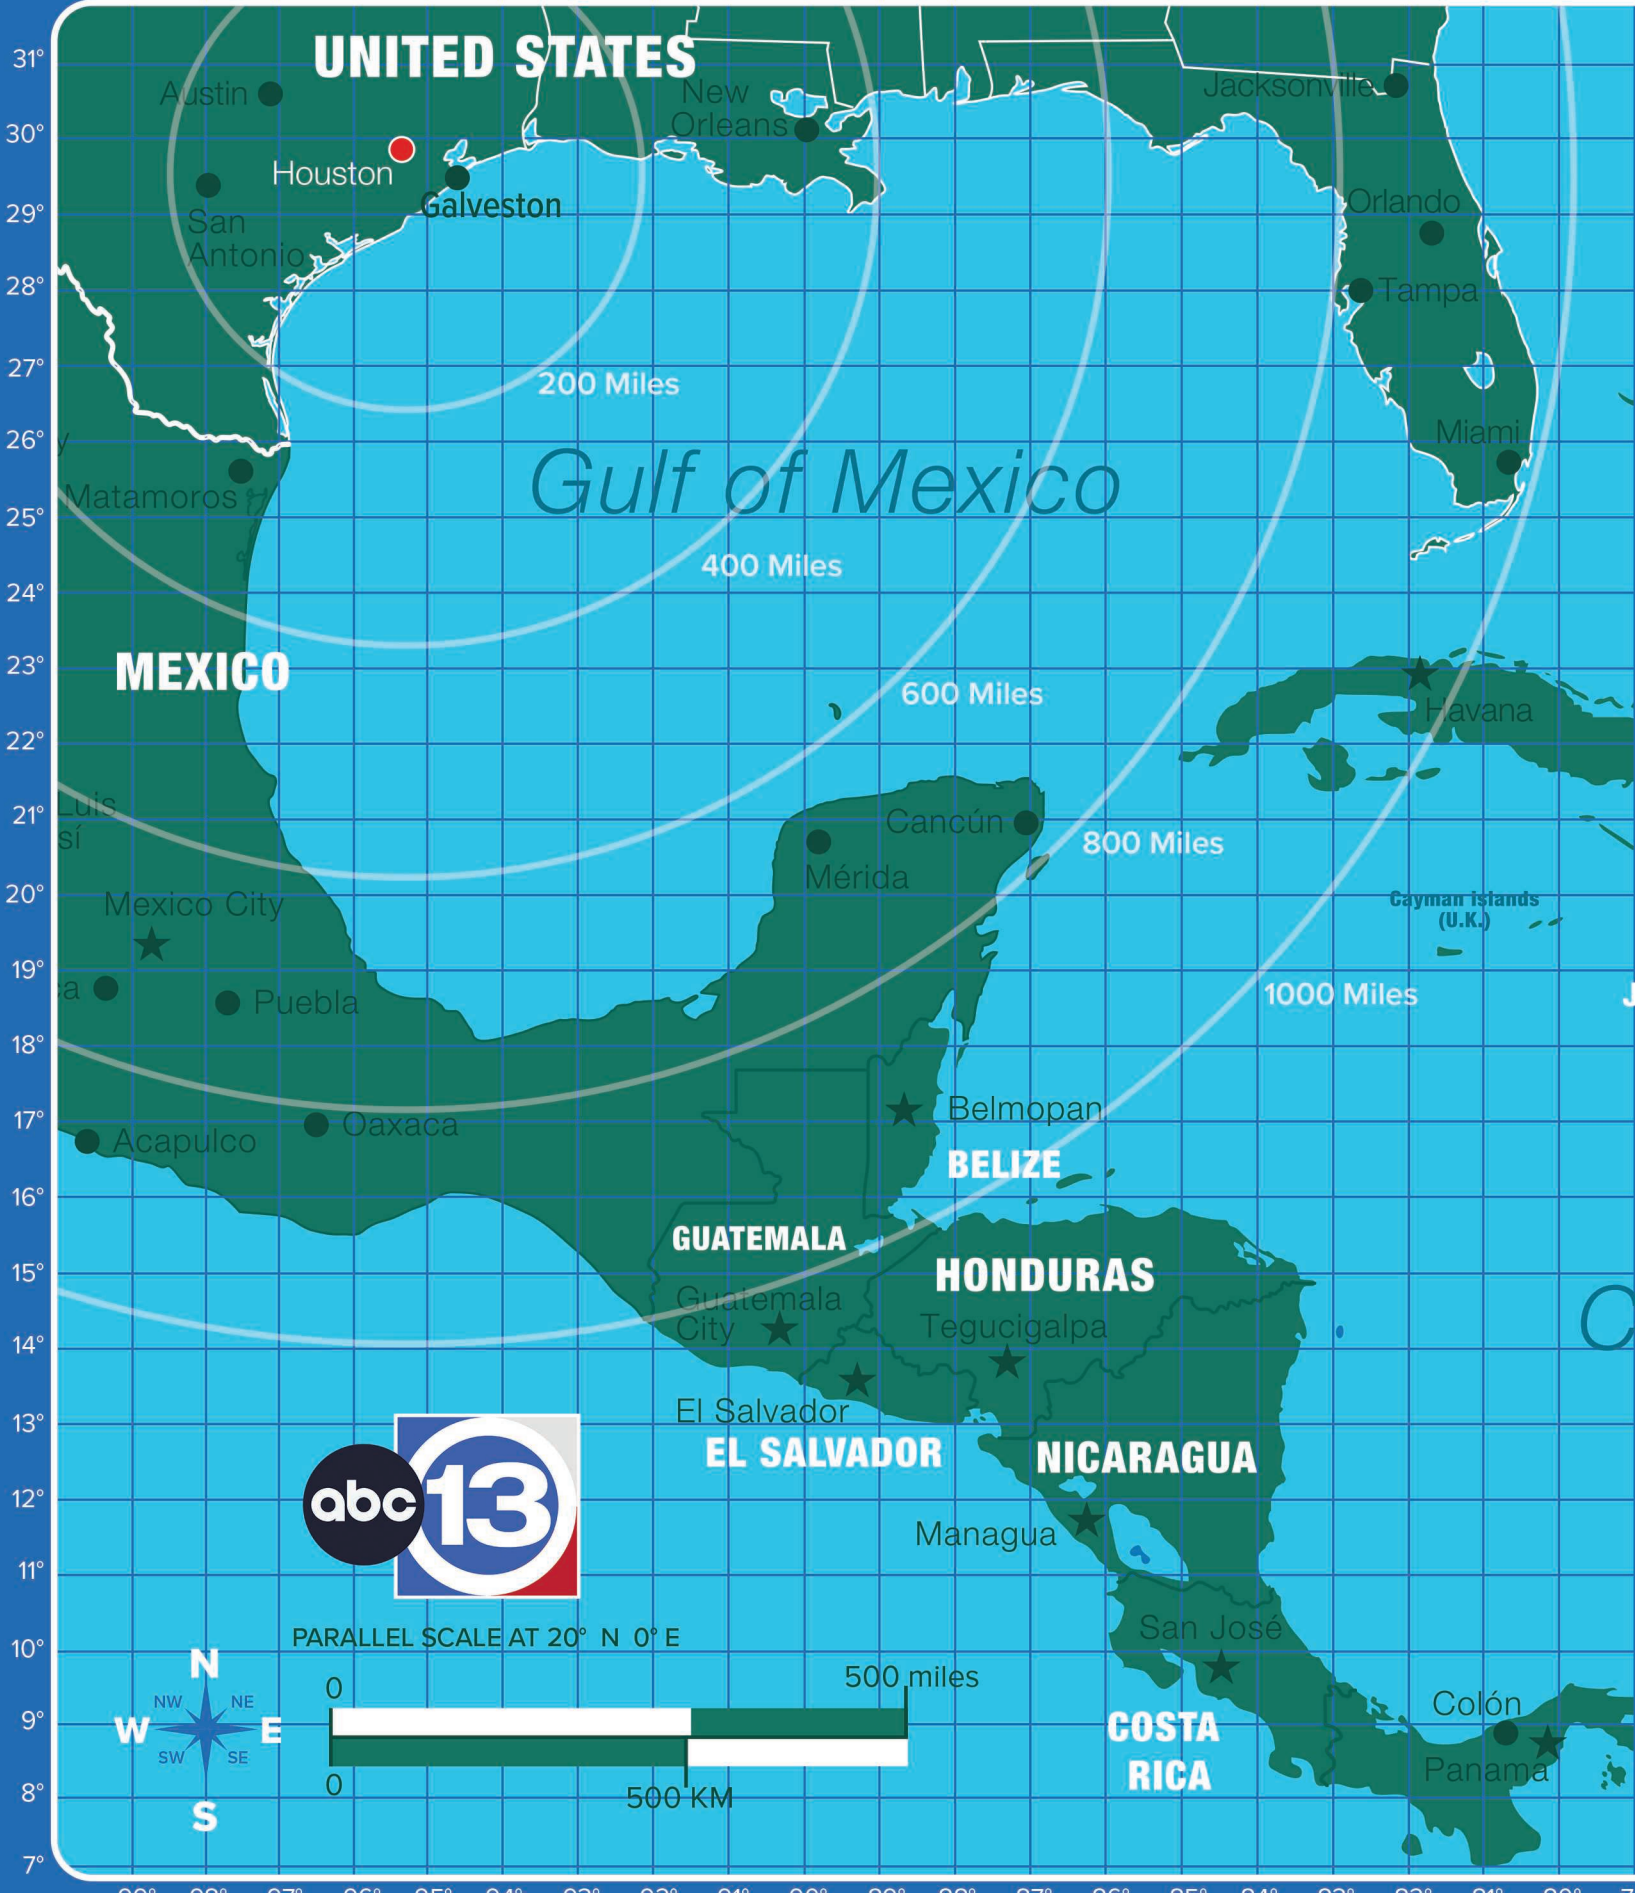 31°
UNITED STATES
Austin
New
Orleans
Jacksonville
30°
Houston
Galveston
29°
San
Antonio
Orlando
28°
Tampa
27°
200 Miles
26°
y
Miami
Gulf of Mexico
Matamoros
25°
400 Miles
24°
MEXICO
23°
600 Miles
Havana
22°
21°
Luis
sí
Cancún
800 Miles
Mérida
20°
Mexico City
Cayman islands
(U.K.)
19°
ca
Puebla
1000 Miles
J
18°
17°
Acapulco
Oaxaca
Belmopan
BELIZE
16°
GUATEMALA
15°
HONDURAS
Guatemala
City
Tegucigalpa
C
14°
El Salvador
13°
EL SALVADOR
NICARAGUA
abc
13
12°
Managua
11°
PARALLEL SCALE AT 20° N 0° E
San José
10°
N
NW
NE
W
E
SW
SE
S
0
500 miles
0
500 KM
9°
COSTA
RICA
Colón
Panama
8°
7°